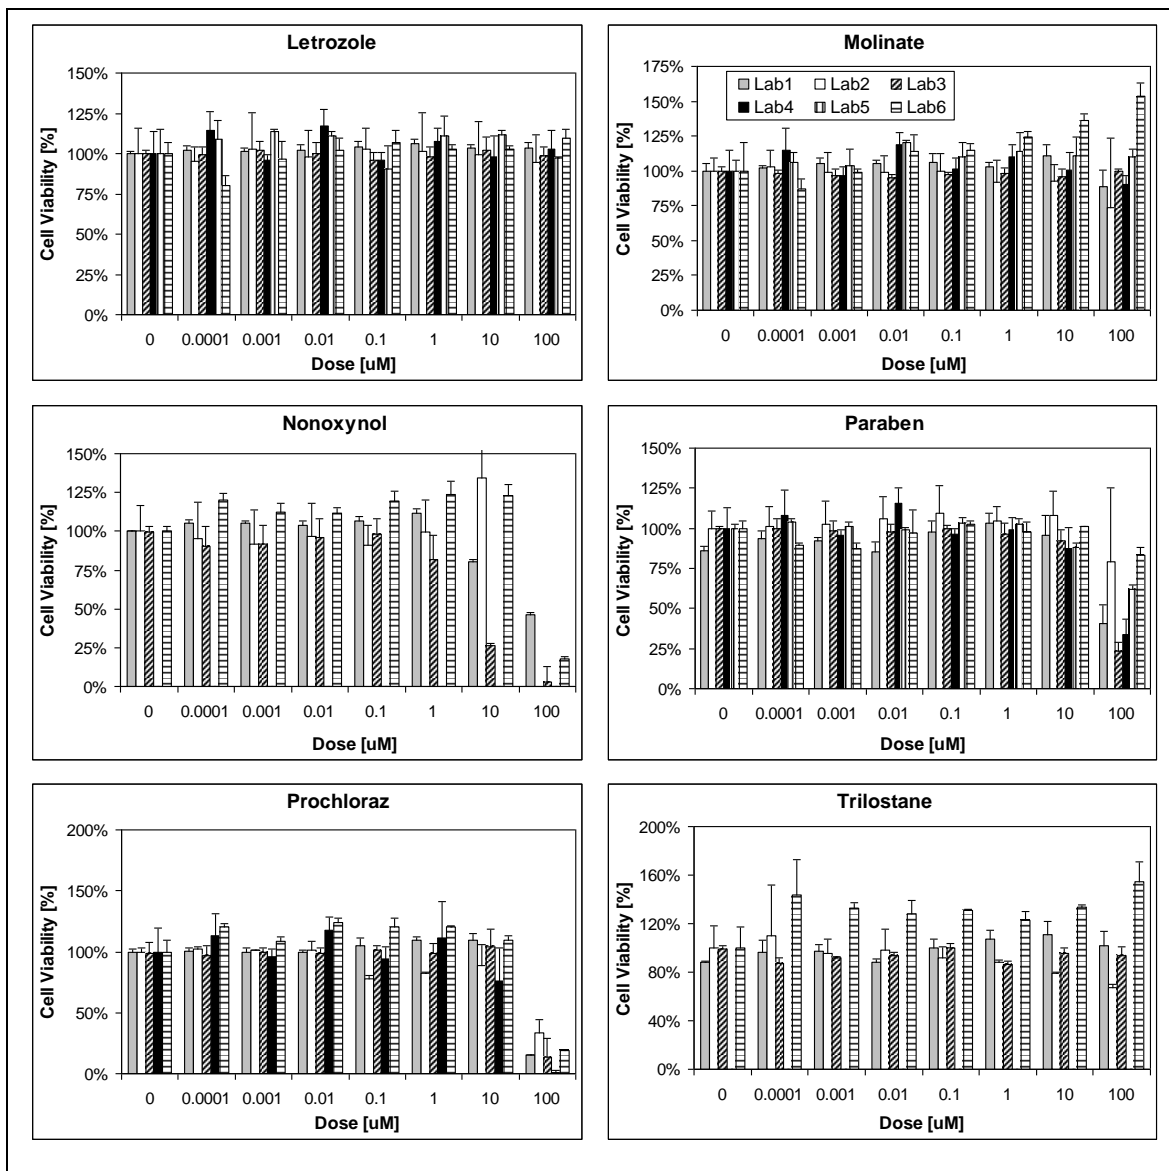 Letrozole
150%
125%
100%
75%
50%
25%
0%
Cell Viability [%]
0 0.0001 0.001 0.01 0.1 1 10 100
Dose [uM]
Molinate
175%
150%
125%
100%
75%
50%
25%
0%
Cell Viability [%]
Lab1 Lab2 Lab3
Lab4 Lab5 Lab6
0 0.0001 0.001 0.01 0.1 1 10 100
Dose [uM]
Nonoxynol
150%
125%
100%
75%
50%
25%
0%
Cell Viability [%]
0 0.0001 0.001 0.01 0.1 1 10 100
Dose [uM]
Paraben
150%
125%
100%
75%
50%
25%
0%
Cell Viability [%]
0 0.0001 0.001 0.01 0.1 1 10 100
Dose [uM]
Prochloraz
200%
150%
100%
50%
0%
Cell Viability [%]
0 0.0001 0.001 0.01 0.1 1 10 100
Dose [uM]
Trilostane
200%
160%
120%
80%
40%
0%
Cell Viability [%]
0 0.0001 0.001 0.01 0.1 1 10 100
Dose [uM]